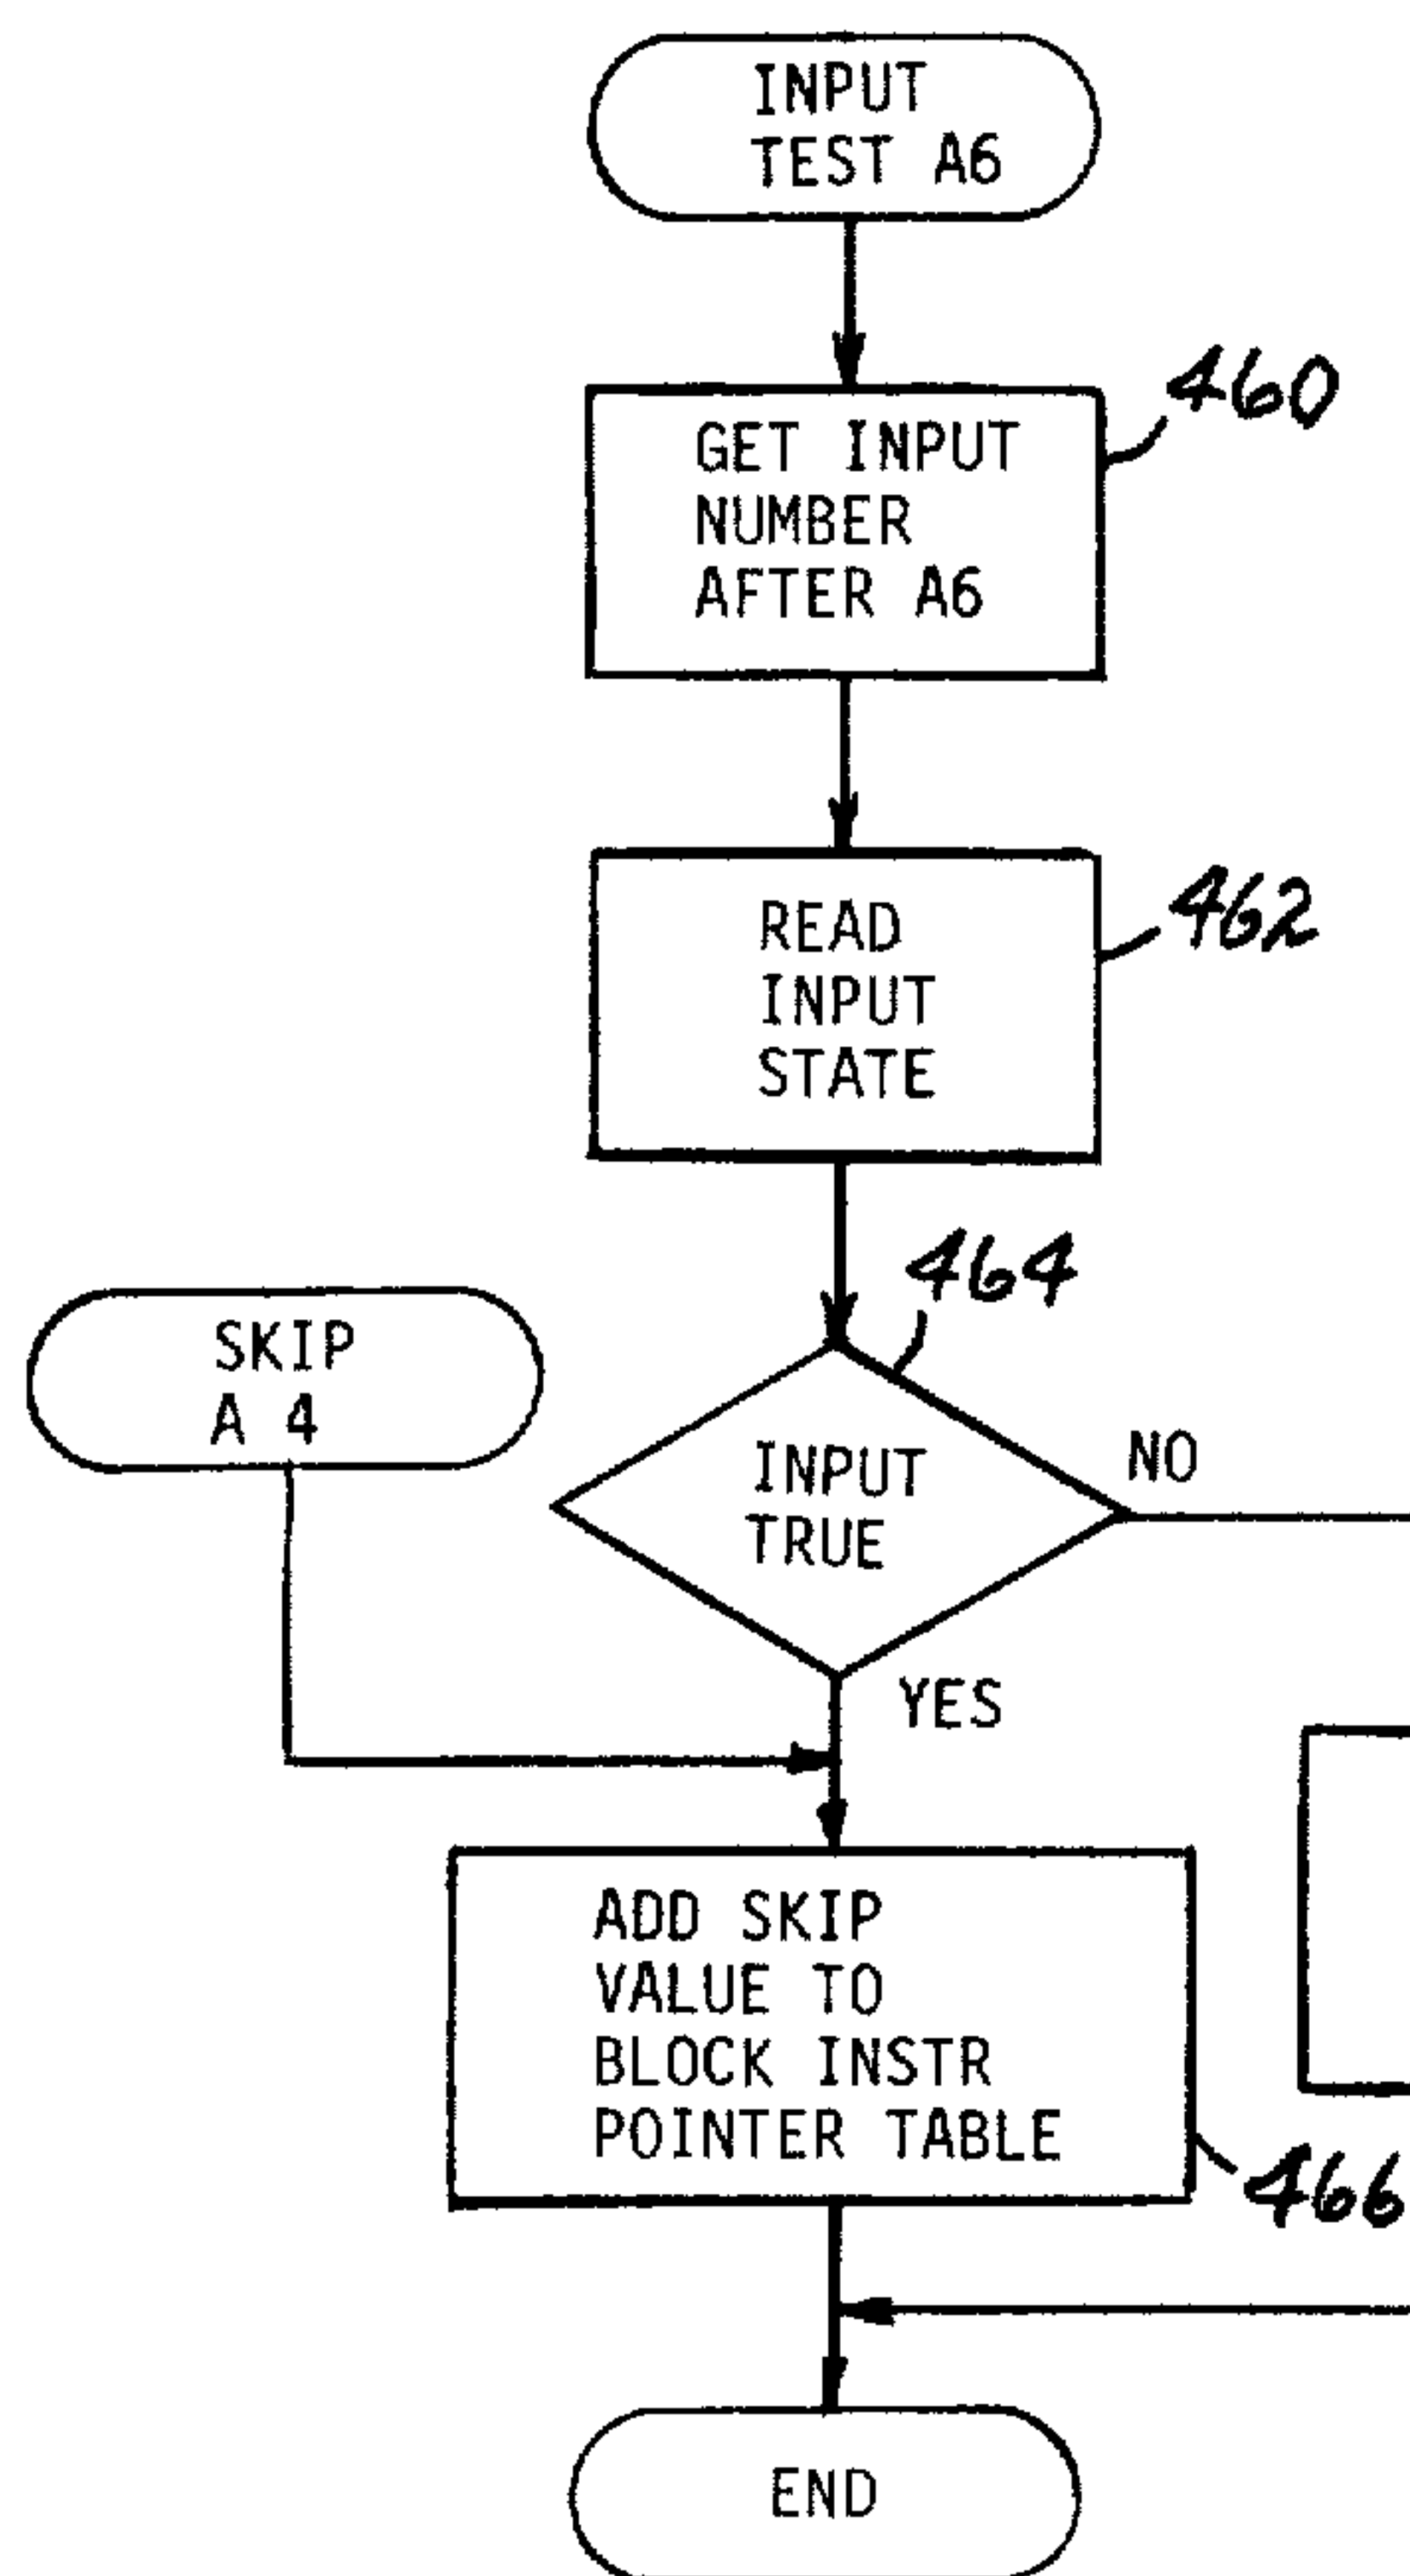 INPUT
TEST A6
460
GET INPUT
NUMBER
AFTER A6
462
READ
INPUT
STATE
464
SKIP
A 4
INPUT
TRUE
NO
YES
ADD SKIP
VALUE TO
BLOCK INSTR
POINTER TABLE
466
END